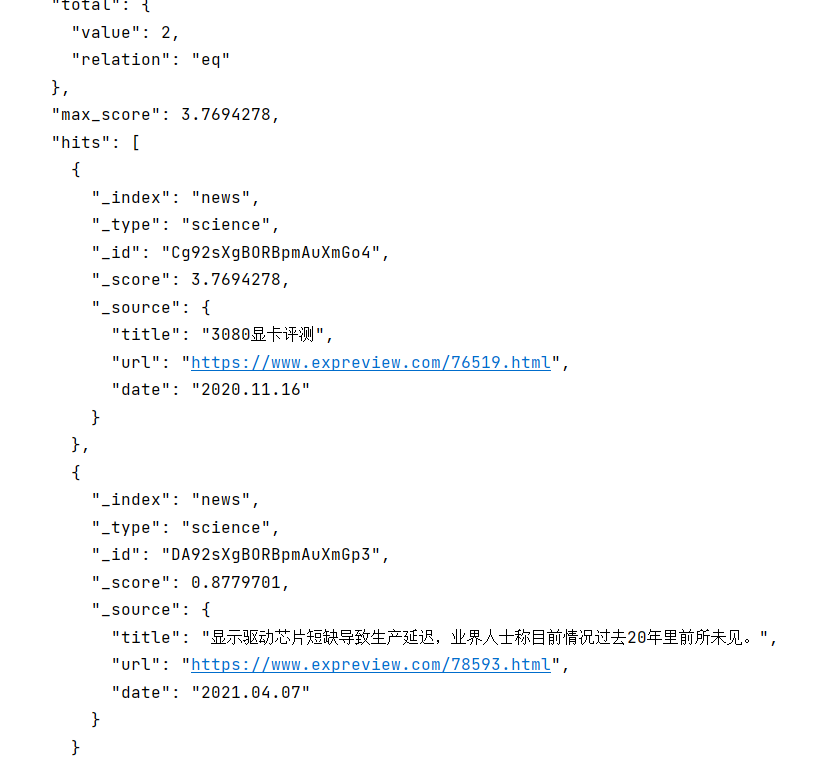 "total": {
"value": 2,
"relation": "eq"
},
"max_score": 3.7694278,
"hits": [
{
"_index": "news",
"_type": "science",
"_id": "Cg92sXgBORBpmAuXmGo4",
"_score": 3.7694278,
"_source": {
"title": "3080显卡评测",
"url": "https://www.expreview.com/76519.html",
"date": "2020.11.16"
}
},
{
"_index": "news",
"_type": "science",
"_id": "DA92sXgBORBpmAuXmGp3",
"_score": 0.8779701,
"_source": {
"title": "显示驱动芯片短缺导致生产延迟，业界人士称目前情况过去20年里前所未见。",
"url": "https://www.expreview.com/78593.html",
"date": "2021.04.07"
}
}